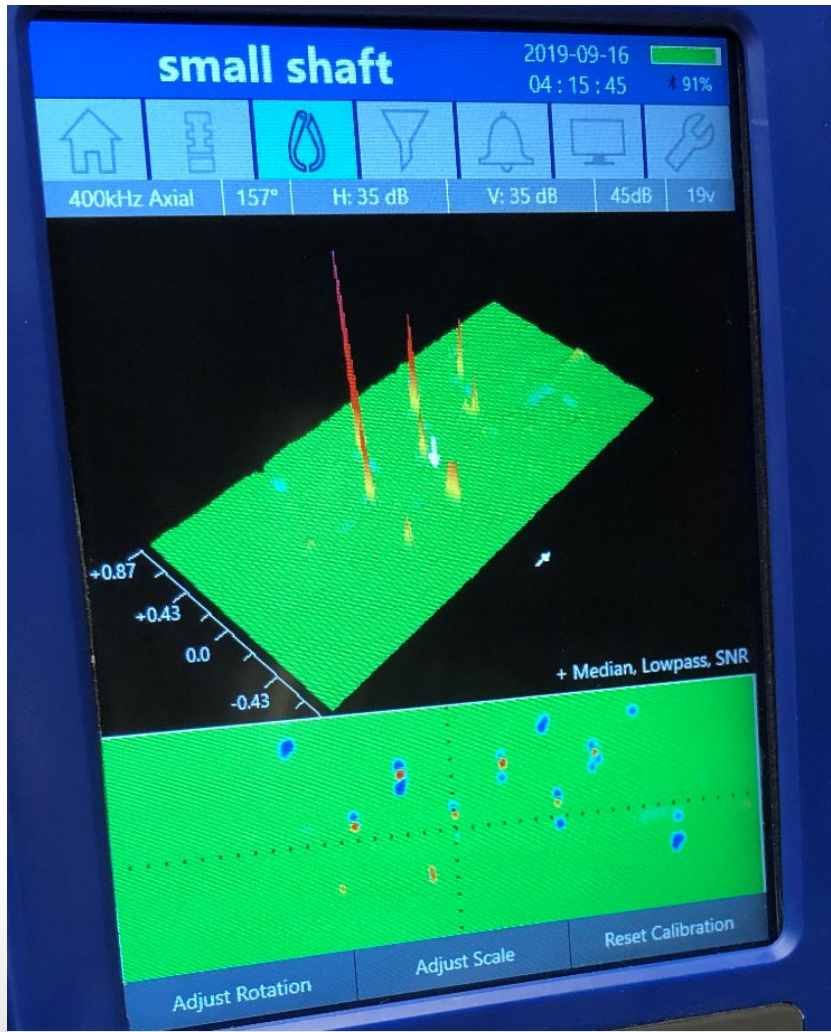 small shaft
2019-09-16
04 : 15 : 45
91%
400kHz Axial 157° H: 35 dB V: 35 dB 45dB 19v
+0.87
+0.43
0.0
-0.43
+ Median, Lowpass, SNR
Adjust Rotation Adjust Scale Reset Calibration